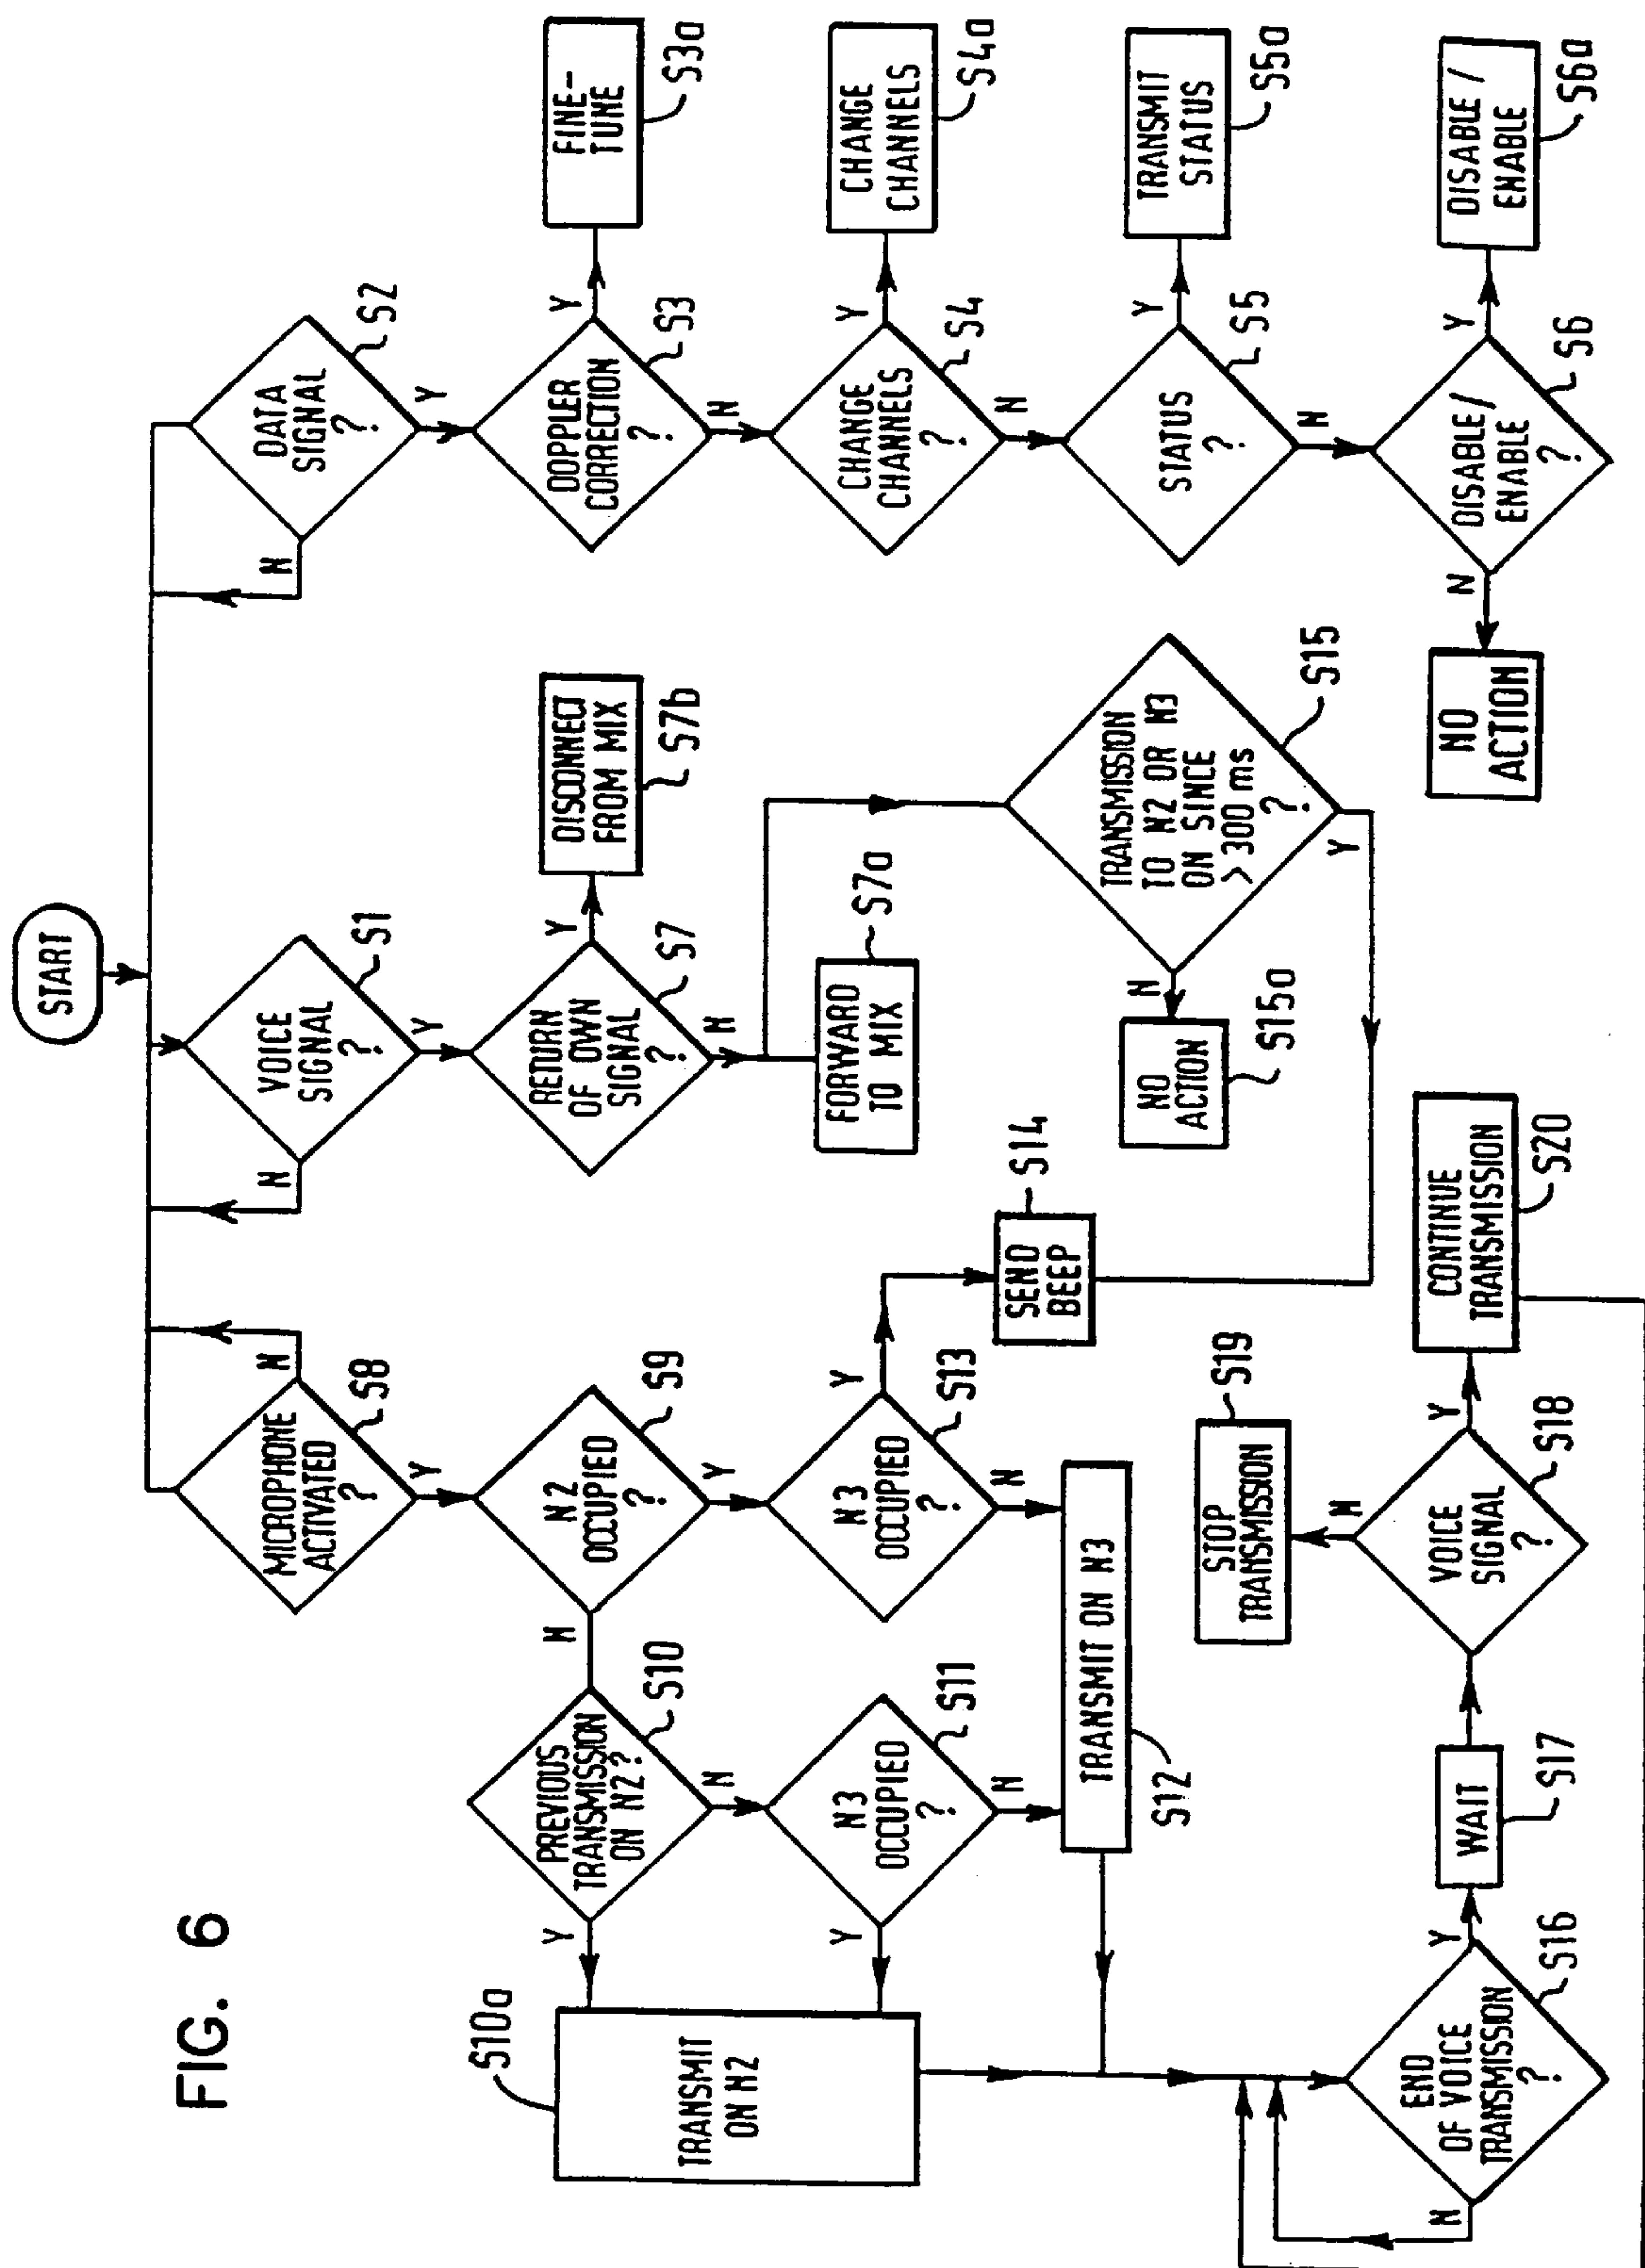 FIG. 6
START
MICROPHONE
ACTIVATED
?
S8
N
Y
VOICE
SIGNAL
?
S1
N
Y
DATA
SIGNAL
?
S2
N
Y
PREVIOUS
TRANSMISSION
ON N2 ?
S10
Y
N
N2
OCCUPIED
?
S9
N
Y
RETURN
OF OWN
SIGNAL
?
S7
Y
N
DISCONNECT
FROM MIX
S7b
DOPPLER
CORRECTION
?
S3
Y
N
FINE-
TUNE
S3a
S10a
TRANSMIT
ON N2
N3
OCCUPIED
?
S11
Y
N
N3
OCCUPIED
?
S13
Y
N
FORWARD
TO MIX
S7a
CHANGE
CHANNELS
?
S4
Y
N
CHANGE
CHANNELS
S4a
TRANSMIT ON N3
S12
SEND
BEEP
S14
NO
ACTION
S15a
TRANSMISSION
TO N2 OR N3
ON SINCE
> 300 ms
?
S15
N
Y
STATUS
?
S5
Y
N
TRANSMIT
STATUS
S5a
STOP
TRANSMISSION
S19
END
OF VOICE
TRANSMISSION
?
S16
N
Y
WAIT
S17
VOICE
SIGNAL
?
S18
N
Y
CONTINUE
TRANSMISSION
S20
NO
ACTION
DISABLE /
ENABLE
?
S6
N
Y
DISABLE /
ENABLE
S6a